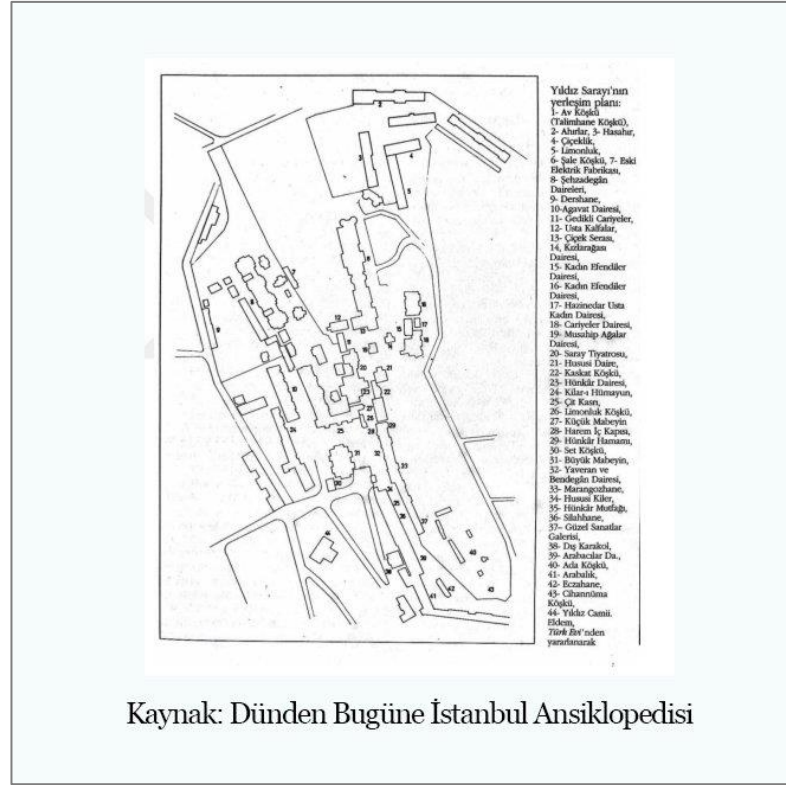 Yıldız Sarayı'nın
yerleşim planı:
1- Av Köşkü
(Talimhane Köşkü),
2- Ahırlar, 3- Hasahır,
4- Çiçeklik,
5- Limonluk,
6- Şale Köşkü, 7- Eski
Elektrik Fabrikası,
8- Şehzadegân
Daireleri,
9- Dershane,
10-Agavat Dairesi,
11- Gedikli Cariyeler,
12- Usta Kalfalar,
13- Çiçek Serası,
14, Kızlarağası
Dairesi,
15- Kadın Efendiler
Dairesi,
16- Kadın Efendiler
Dairesi,
17- Hazinedar Usta
Kadın Dairesi,
18- Cariyeler Dairesi,
19- Musahip Ağalar
Dairesi,
20- Saray Tiyatrosu,
21- Hususi Daire,
22- Kaskat Köşkü,
23- Hünkâr Dairesi,
24- Kilar-ı Hümayun,
25- Çit Kasrı,
26- Limonluk Köşkü,
27- Küçük Mabeyin
28- Harem İç Kapısı,
29- Hünkâr Hamamı,
30- Set Köşkü,
31- Büyük Mabeyin,
32- Yaveran ve
Bendegân Dairesi,
33- Marangozhane,
34- Hususi Kiler,
35- Hünkâr Mutfağı,
36- Silahhane,
37- Güzel Sanatlar
Galerisi,
38- Dış Karakol,
39- Arabacılar Da.,
40- Ada Köşkü,
41- Arabalık,
42- Eczahane,
43- Cihannüma
Köşkü,
44- Yıldız Camii.
Eldem,
Türk Evi'nden
yararlanarak
Kaynak: Dünden Bugüne İstanbul Ansiklopedisi